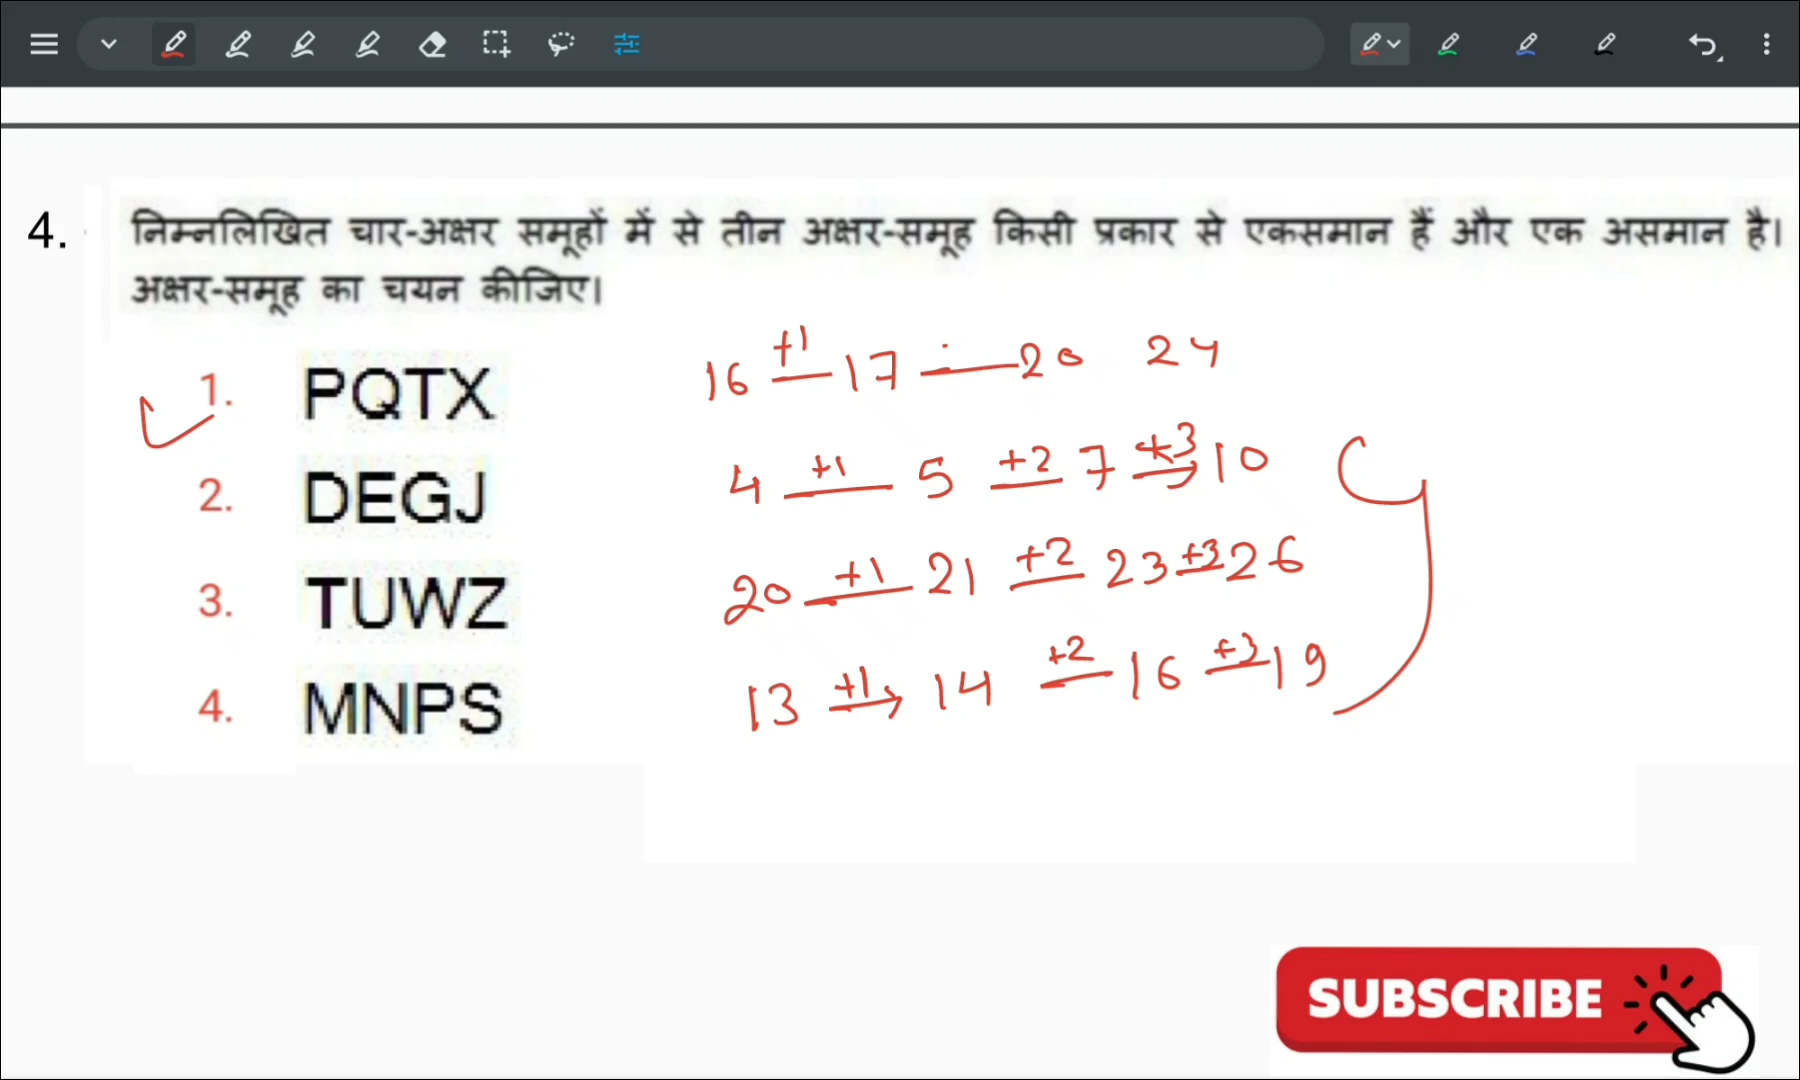 4. निम्नलिखित चार-अक्षर समूहों में से तीन अक्षर-समूह किसी प्रकार से एकसमान हैं और एक असमान है।
अक्षर-समूह का चयन कीजिए।
1. PQTX
16 +1 17 20 24
2. DEGJ
4 +1 5 +2 7 +3 10
3. TUWZ
20 +1 21 +2 23 +3 26
4. MNPS
13 +1 14 +2 16 +3 19
SUBSCRIBE